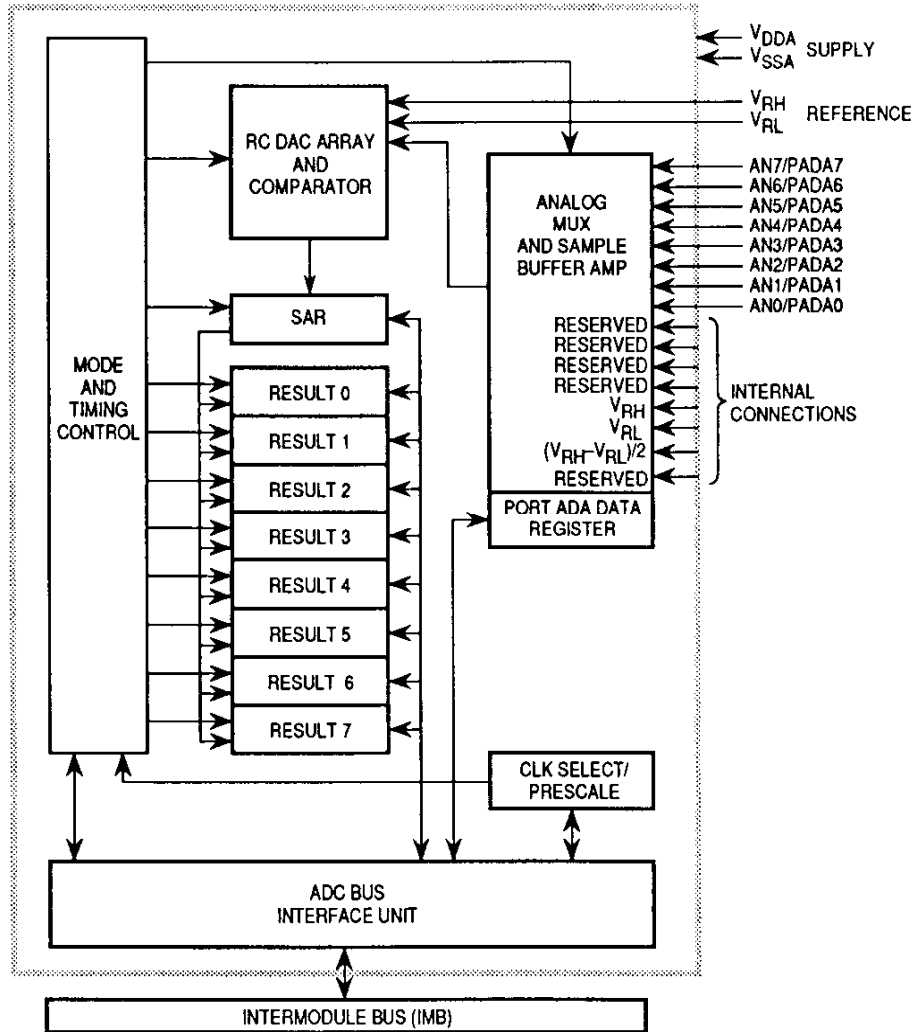 VDDA
VSSA
SUPPLY
VRH
VRL
REFERENCE
RC DAC ARRAY
AND
COMPARATOR
ANALOG
MUX
AND SAMPLE
BUFFER AMP
AN7/PADA7
AN6/PADA6
AN5/PADA5
AN4/PADA4
AN3/PADA3
AN2/PADA2
AN1/PADA1
AN0/PADA0
RESERVED
RESERVED
RESERVED
RESERVED
VRH
VRL
(VRH–VRL)/2
RESERVED
INTERNAL
CONNECTIONS
PORT ADA DATA
REGISTER
MODE
AND
TIMING
CONTROL
SAR
RESULT 0
RESULT 1
RESULT 2
RESULT 3
RESULT 4
RESULT 5
RESULT 6
RESULT 7
CLK SELECT/
PRESCALE
ADC BUS
INTERFACE UNIT
INTERMODULE BUS (IMB)